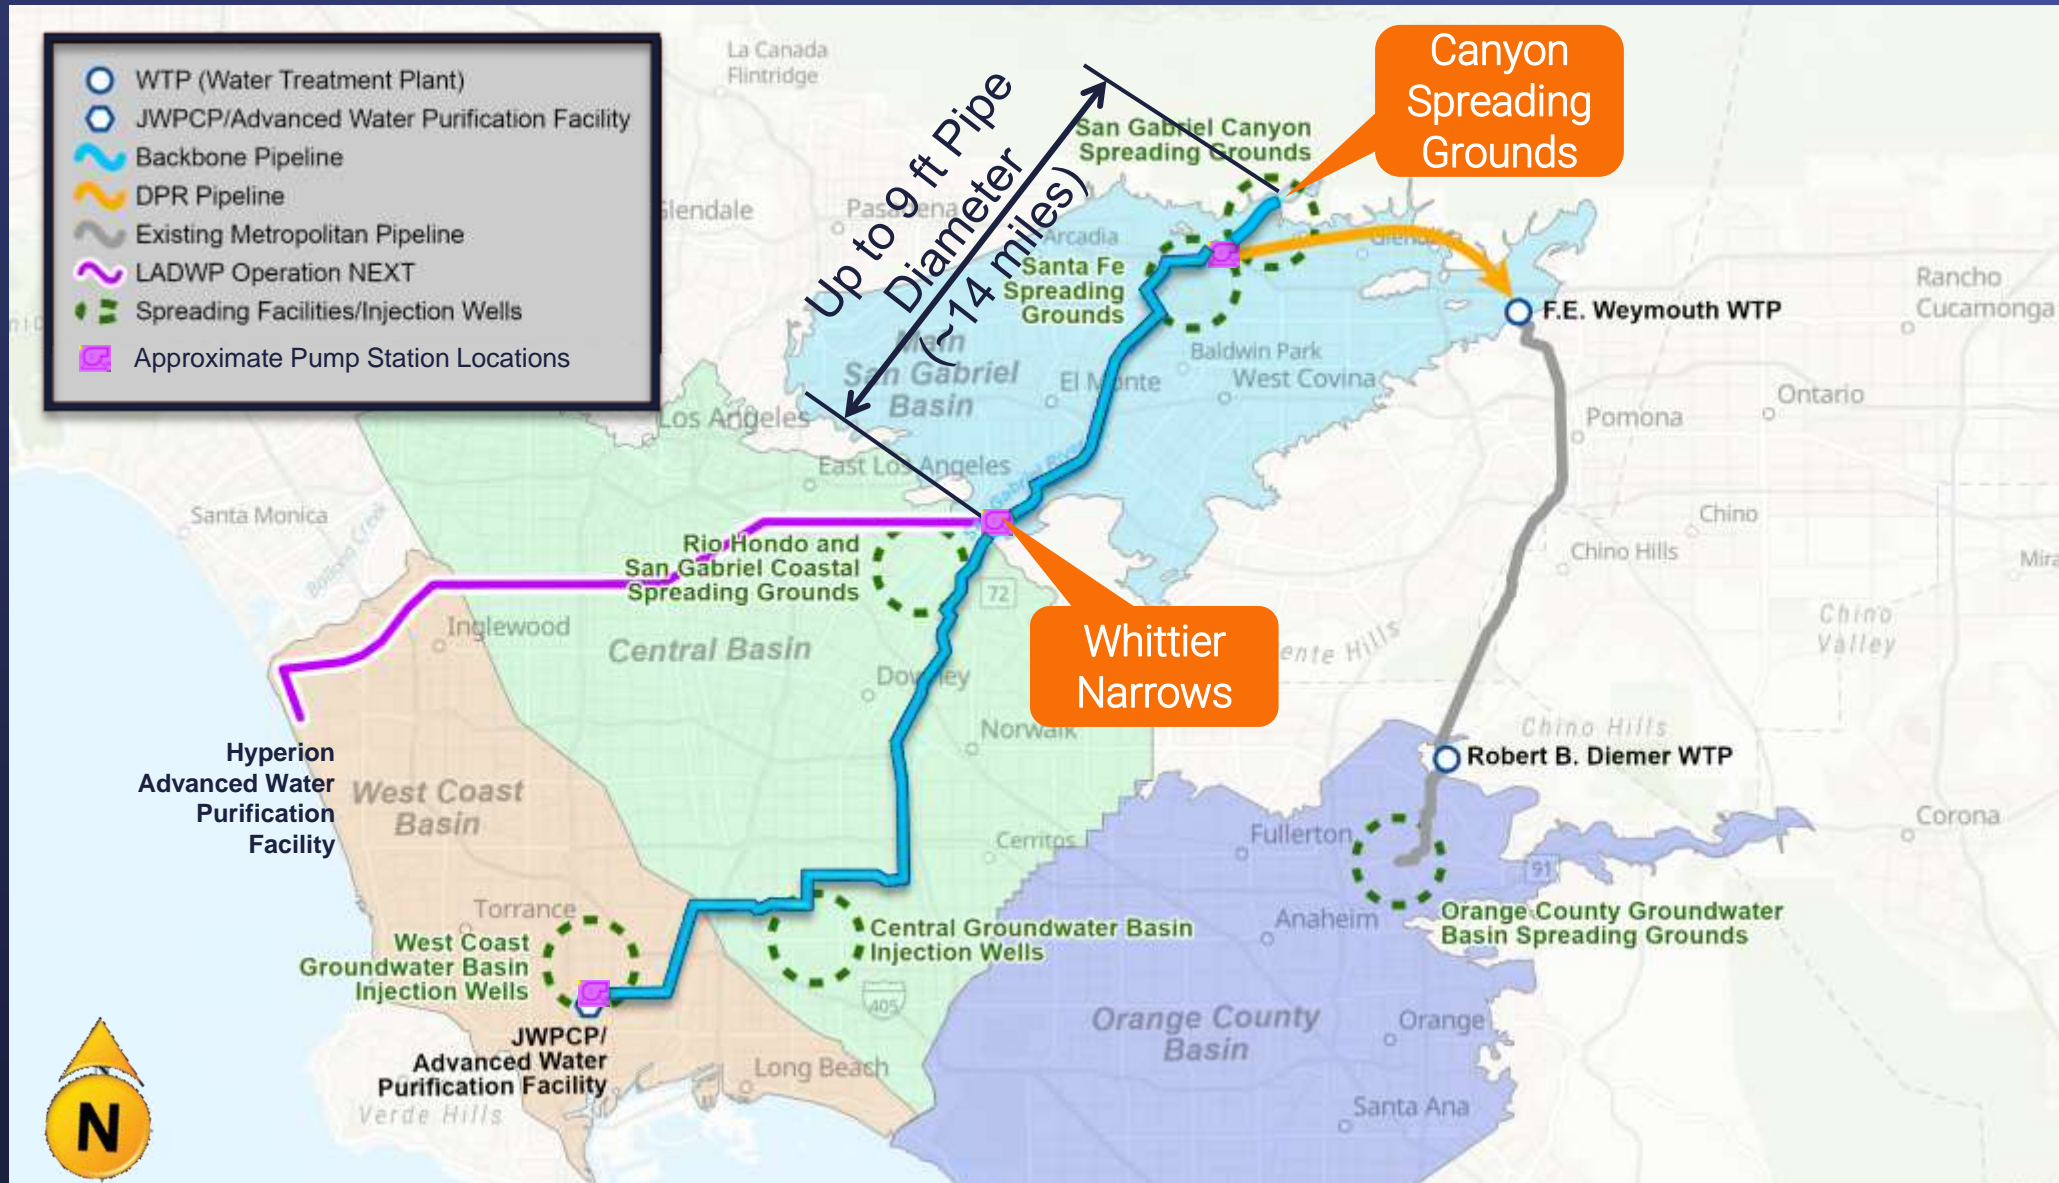 WTP (Water Treatment Plant)
JWPCP/Advanced Water Purification Facility
Backbone Pipeline
DPR Pipeline
Existing Metropolitan Pipeline
LADWP Operation NEXT
Spreading Facilities/Injection Wells
Approximate Pump Station Locations
La Canada
Flintridge
Up to 9 ft Pipe
Diameter
(~14 miles)
Canyon
Spreading
Grounds
San Gabriel Canyon
Spreading Grounds
Pasadena
Arcadia
Santa Fe
Spreading
Grounds
F.E. Weymouth WTP
Rancho
Cucamonga
Main
San Gabriel
Basin
El Monte
Baldwin Park
West Covina
Los Angeles
East Los Angeles
Pomona
Ontario
Santa Monica
Chino
Chino Hills
Rio Hondo and
San Gabriel Coastal
Spreading Grounds
72
Whittier
Narrows
Inglewood
Central Basin
Downey
Norwalk
Chino
Valley
Chino Hills
Robert B. Diemer WTP
Hyperion
Advanced Water
Purification
Facility
West Coast
Basin
Cerritos
Fullerton
91
Corona
Torrance
West Coast
Groundwater Basin
Injection Wells
Central Groundwater Basin
Injection Wells
Anaheim
Orange County Groundwater
Basin Spreading Grounds
405
Orange County
Basin
Orange
JWPCP/
Advanced Water
Purification Facility
Long Beach
Verde Hills
Santa Ana
N